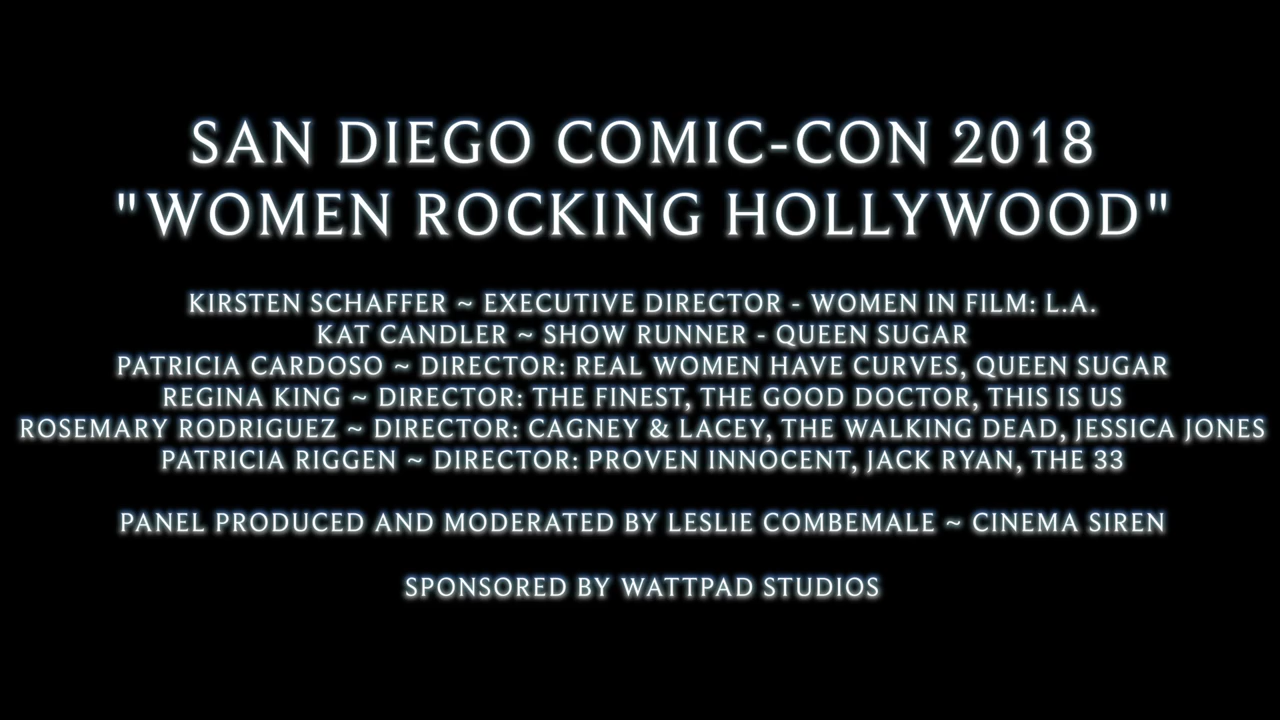 SAN DIEGO COMIC-CON 2018
"WOMEN ROCKING HOLLYWOOD"
KIRSTEN SCHAFFER ~ EXECUTIVE DIRECTOR - WOMEN IN FILM: L.A.
KAT CANDLER ~ SHOW RUNNER - QUEEN SUGAR
PATRICIA CARDOSO ~ DIRECTOR: REAL WOMEN HAVE CURVES, QUEEN SUGAR
REGINA KING ~ DIRECTOR: THE FINEST, THE GOOD DOCTOR, THIS IS US
ROSEMARY RODRIGUEZ ~ DIRECTOR: CAGNEY & LACEY, THE WALKING DEAD, JESSICA JONES
PATRICIA RIGGEN ~ DIRECTOR: PROVEN INNOCENT, JACK RYAN, THE 33
PANEL PRODUCED AND MODERATED BY LESLIE COMBEMALE ~ CINEMA SIREN
SPONSORED BY WATTPAD STUDIOS